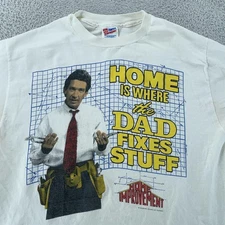 HOME
IS WHERE
the
DAD
FIXES
STUFF
HOME
IMPROVEMENT